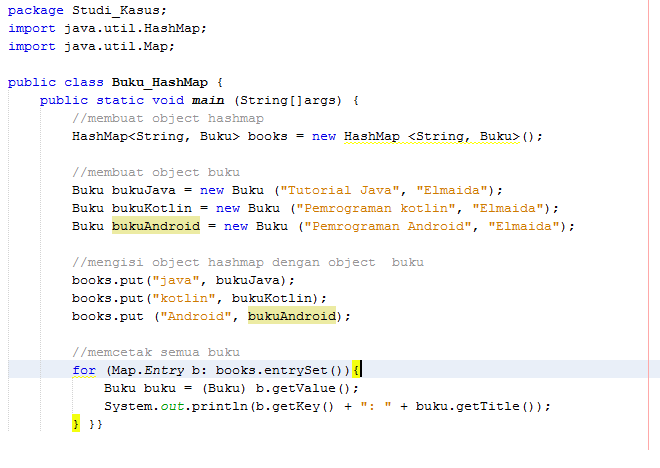 package Studi_Kasus;
import java.util.HashMap;
import java.util.Map;

public class Buku_HashMap {
    public static void main (String[]args) {
        //membuat object hashmap
        HashMap<String, Buku> books = new HashMap <String, Buku>();

        //membuat object buku
        Buku bukuJava = new Buku ("Tutorial Java", "Elmaida");
        Buku bukuKotlin = new Buku ("Pemrograman kotlin", "Elmaida");
        Buku bukuAndroid = new Buku ("Pemrograman Android", "Elmaida");

        //mengisi object hashmap dengan object  buku
        books.put("java", bukuJava);
        books.put("kotlin", bukuKotlin);
        books.put ("Android", bukuAndroid);

        //memcetak semua buku
        for (Map.Entry b: books.entrySet()){
            Buku buku = (Buku) b.getValue();
            System.out.println(b.getKey() + ": " + buku.getTitle());
        } }}